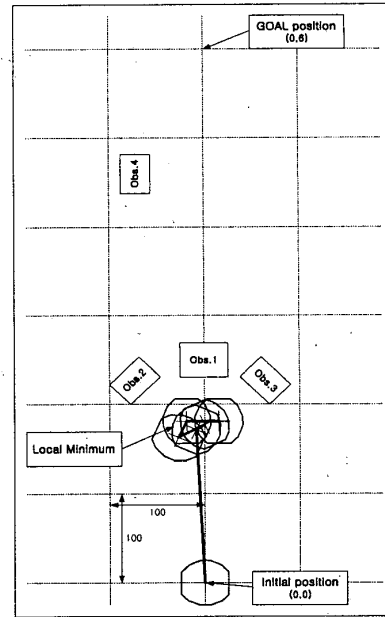 GOAL position
(0,6)
Obs.4
Obs.1
Obs.2
Obs.3
Local Minimum
100
100
Initial position
(0,0)